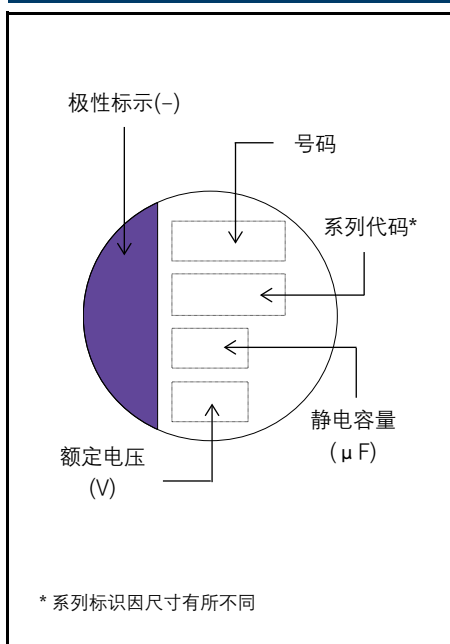 极性标示(−)
号码
系列代码*
静电容量
(μF)
额定电压
(V)
* 系列标识因尺寸有所不同